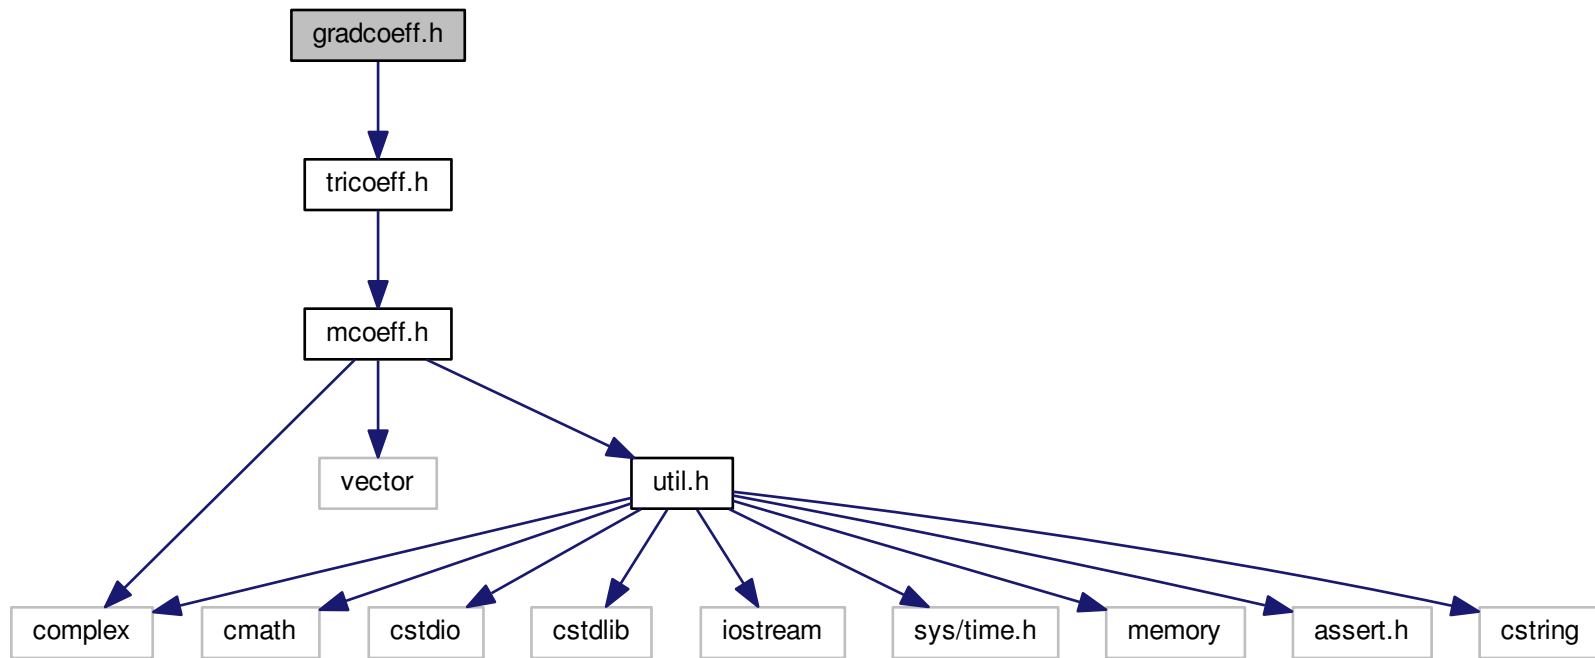 gradcoeff.h
tricoeff.h
mcoeff.h
vector
util.h
complex
cmath
cstdio
cstdlib
iostream
sys/time.h
memory
assert.h
cstring